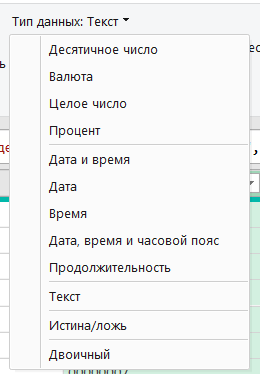 Тип данных: Текст
Десятичное число
Валюта
Целое число
Процент
Дата и время
Дата
Время
Дата, время и часовой пояс
Продолжительность
Текст
Истина/ложь
Двоичный